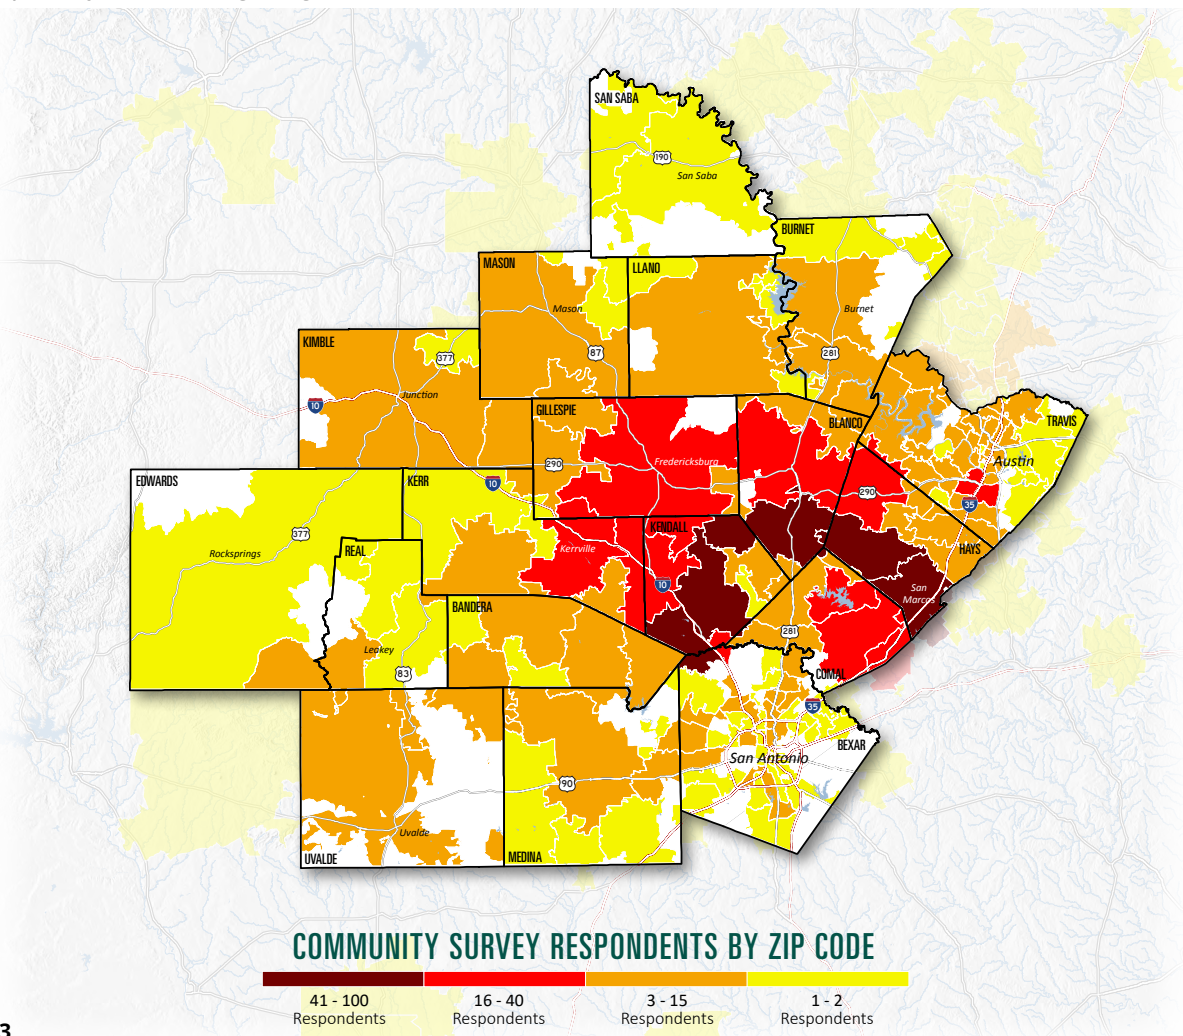 SAN SABA
190
San Saba
BURNET
MASON
LLANO
Mason
Burnet
KIMBLE
377
87
281
10
Junction
GILLESPIE
BLANCO
TRAVIS
290
Fredericksburg
Austin
EDWARDS
KERR
10
290
35
377
KENDALL
Rocksprings
REAL
Kerrville
HAYS
10
San
Marcos
BANDERA
281
Leakey
83
COMAL
35
BEXAR
San Antonio
90
Uvalde
UVALDE
MEDINA
COMMUNITY SURVEY RESPONDENTS BY ZIP CODE
41 - 100
Respondents
16 - 40
Respondents
3 - 15
Respondents
1 - 2
Respondents
3